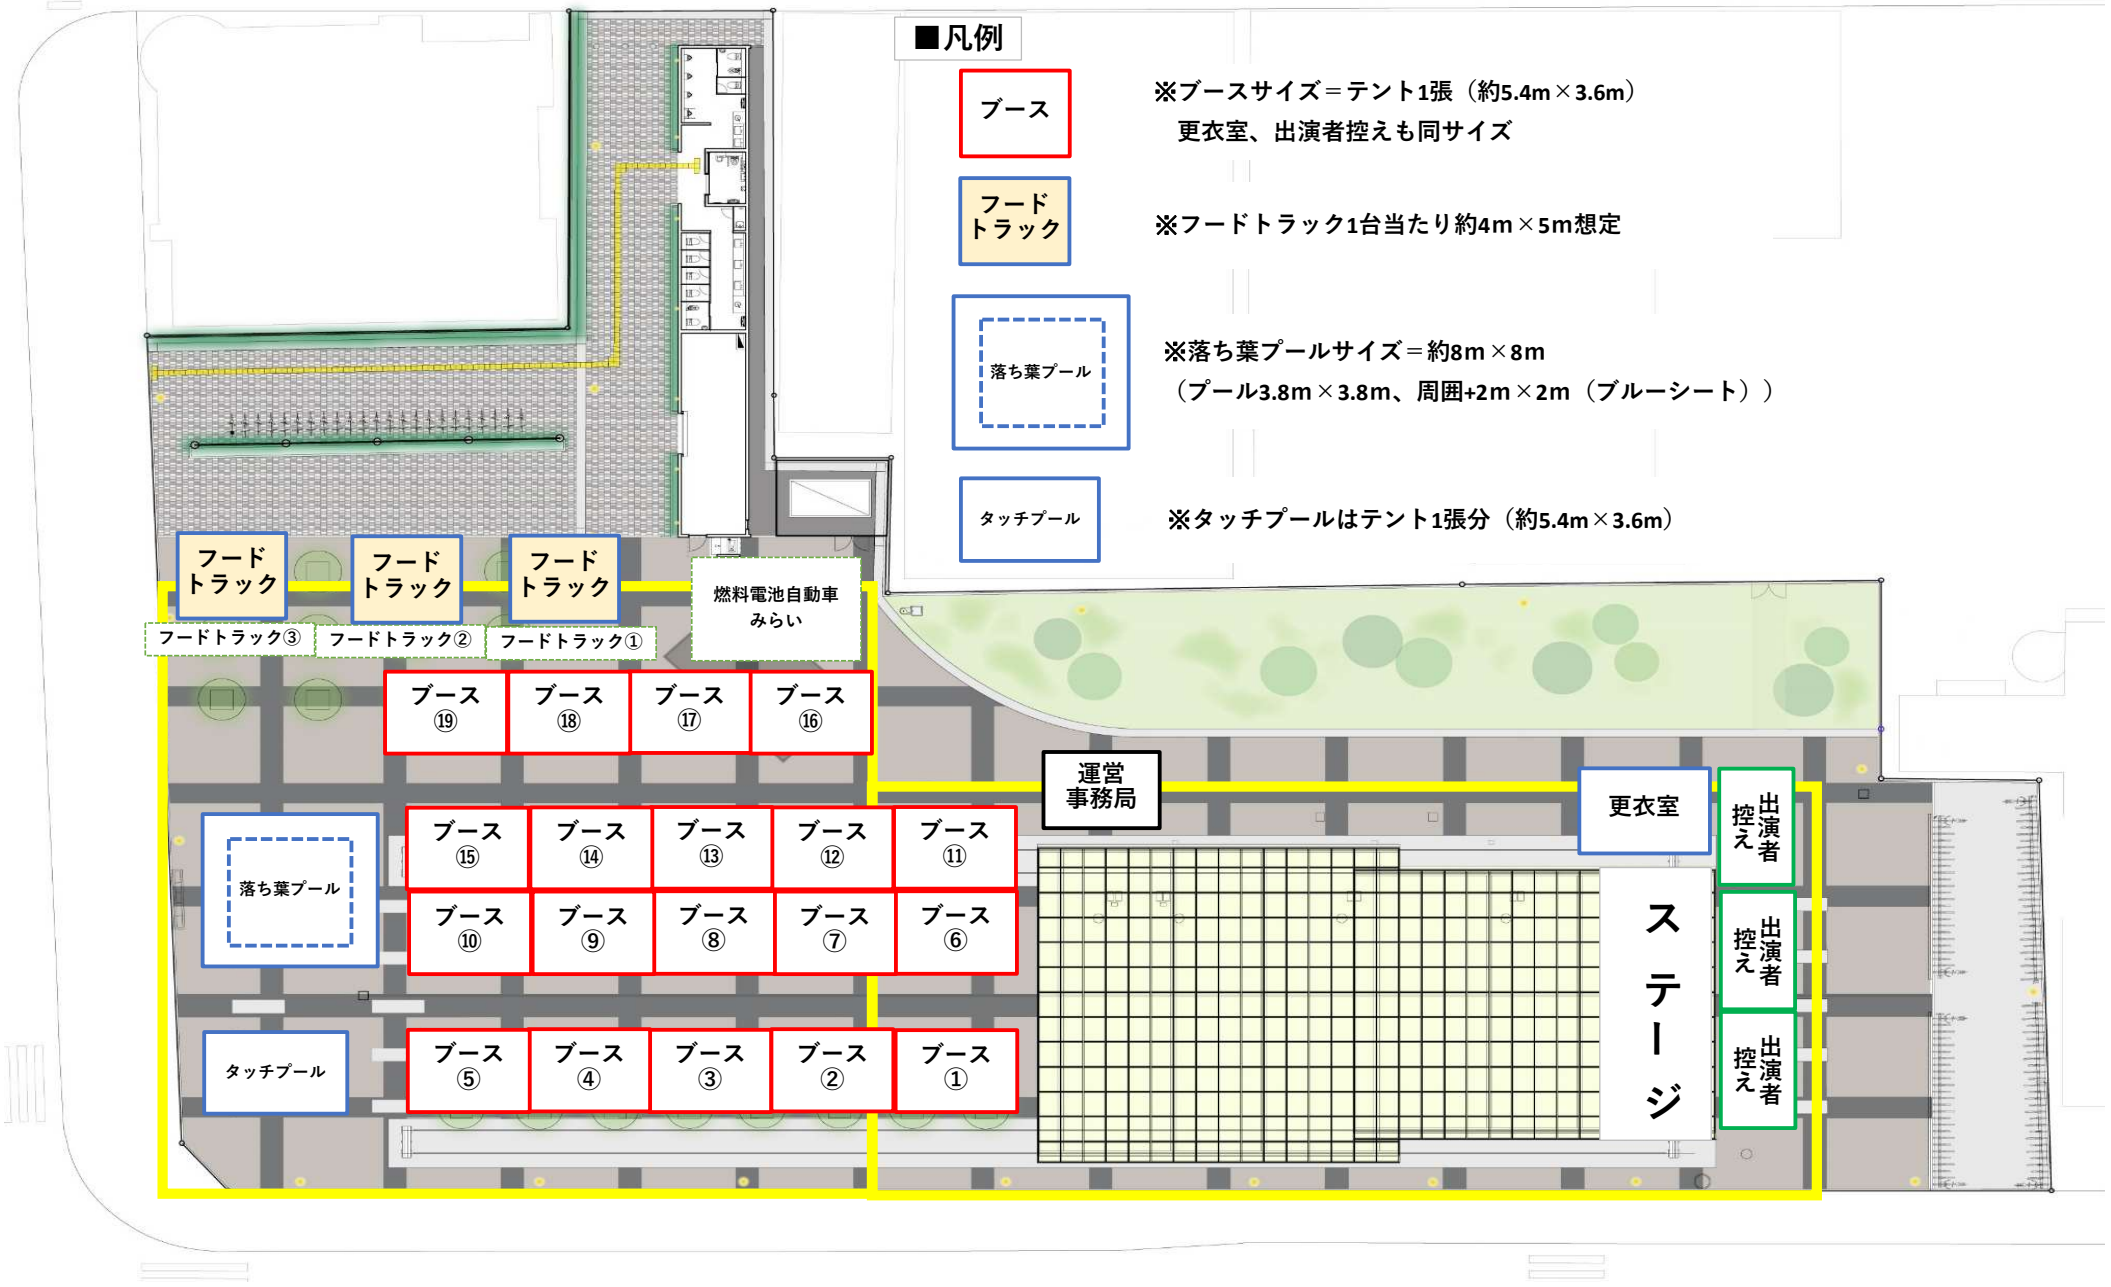 ■凡例
ブース
※ブースサイズ＝テント1張（約5.4m×3.6m）
更衣室、出演者控えも同サイズ
フード
トラック
※フードトラック1台当たり約4m×5m想定
落ち葉プール
※落ち葉プールサイズ＝約8m×8m
（プール3.8m×3.8m、周囲+2m×2m（ブルーシート））
タッチプール
※タッチプールはテント1張分（約5.4m×3.6m）
フード
トラック
フード
トラック
フード
トラック
燃料電池自動車
みらい
フードトラック③
フードトラック②
フードトラック①
ブース
⑲
ブース
⑱
ブース
⑰
ブース
⑯
運営
事務局
更衣室
出演者
控え
ブース
⑮
ブース
⑭
ブース
⑬
ブース
⑫
ブース
⑪
落ち葉プール
ブース
⑩
ブース
⑨
ブース
⑧
ブース
⑦
ブース
⑥
ステージ
出演者
控え
タッチプール
ブース
⑤
ブース
④
ブース
③
ブース
②
ブース
①
出演者
控え